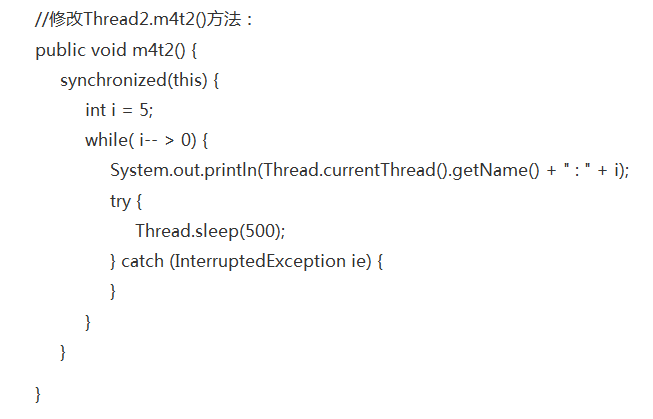 //修改Thread2.m4t2()方法：
public void m4t2() {
synchronized(this) {
int i = 5;
while( i-- > 0) {
System.out.println(Thread.currentThread().getName() + " : " + i);
try {
Thread.sleep(500);
} catch (InterruptedException ie) {
}
}
}
}